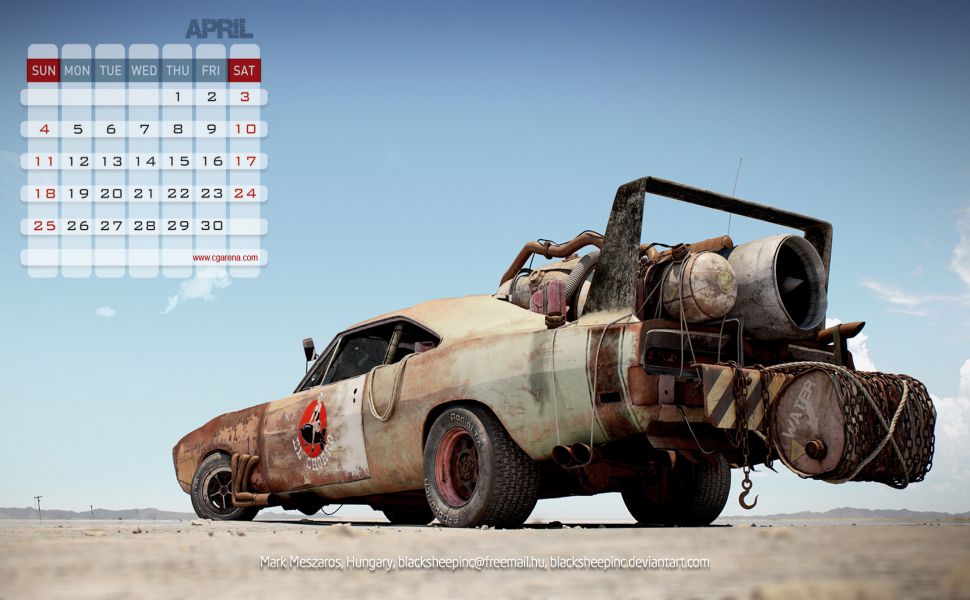 APRIL
SUN MON TUE WED THU FRI SAT
1 2 3
4 5 6 7 8 9 10
11 12 13 14 15 16 17
18 19 20 21 22 23 24
25 26 27 28 29 30
www.cgarena.com
WATER
Mark Meszaros, Hungary, blacksheepinc@freemail.hu, blacksheepinc.deviantart.com